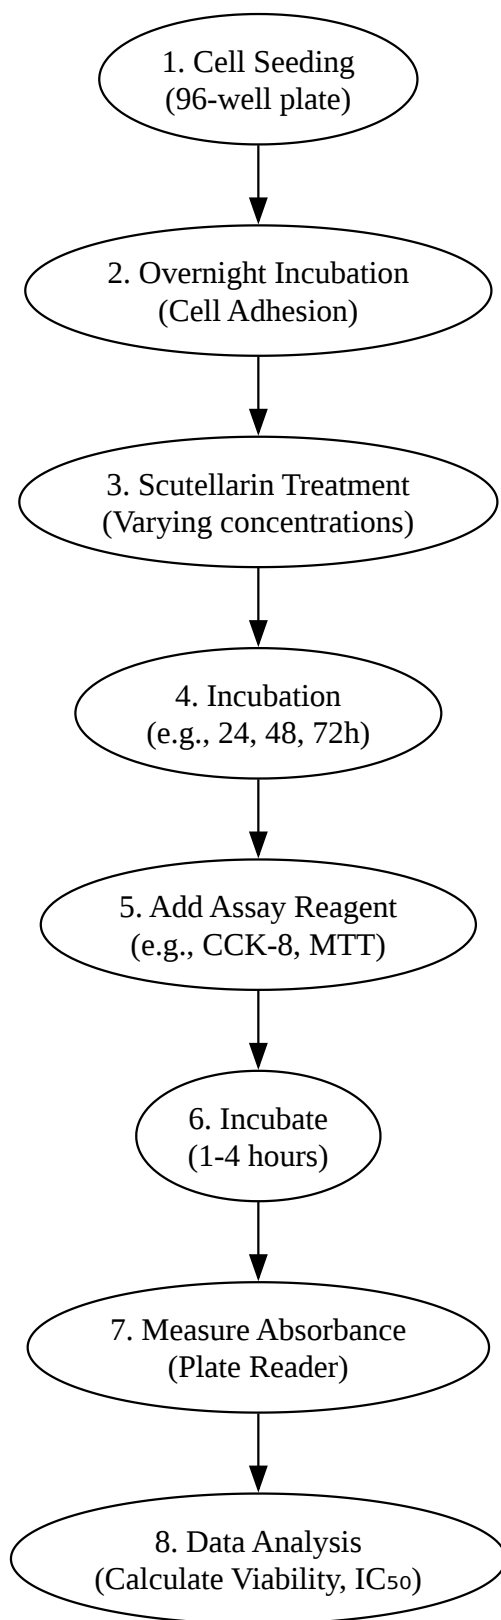 1. Cell Seeding
(96-well plate)
2. Overnight Incubation
(Cell Adhesion)
3. Scutellarin Treatment
(Varying concentrations)
4. Incubation
(e.g., 24, 48, 72h)
5. Add Assay Reagent
(e.g., CCK-8, MTT)
6. Incubate
(1-4 hours)
7. Measure Absorbance
(Plate Reader)
8. Data Analysis
(Calculate Viability, IC₅₀)